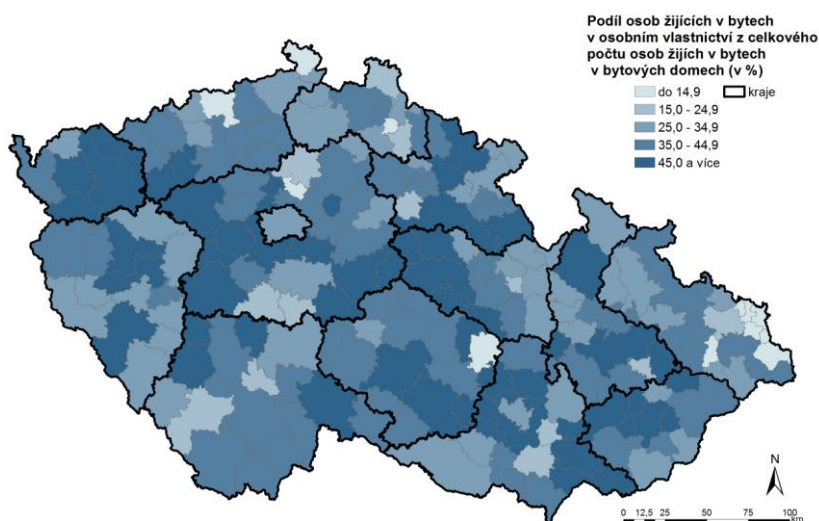 Podíl osob žijících v bytech
v osobním vlastnictví z celkového
počtu osob žijích v bytech
v bytových domech (v %)
do 14,9 kraje
15,0 - 24,9
25,0 - 34,9
35,0 - 44,9
45,0 a více
N
0 12,5 25 50 75 100
km